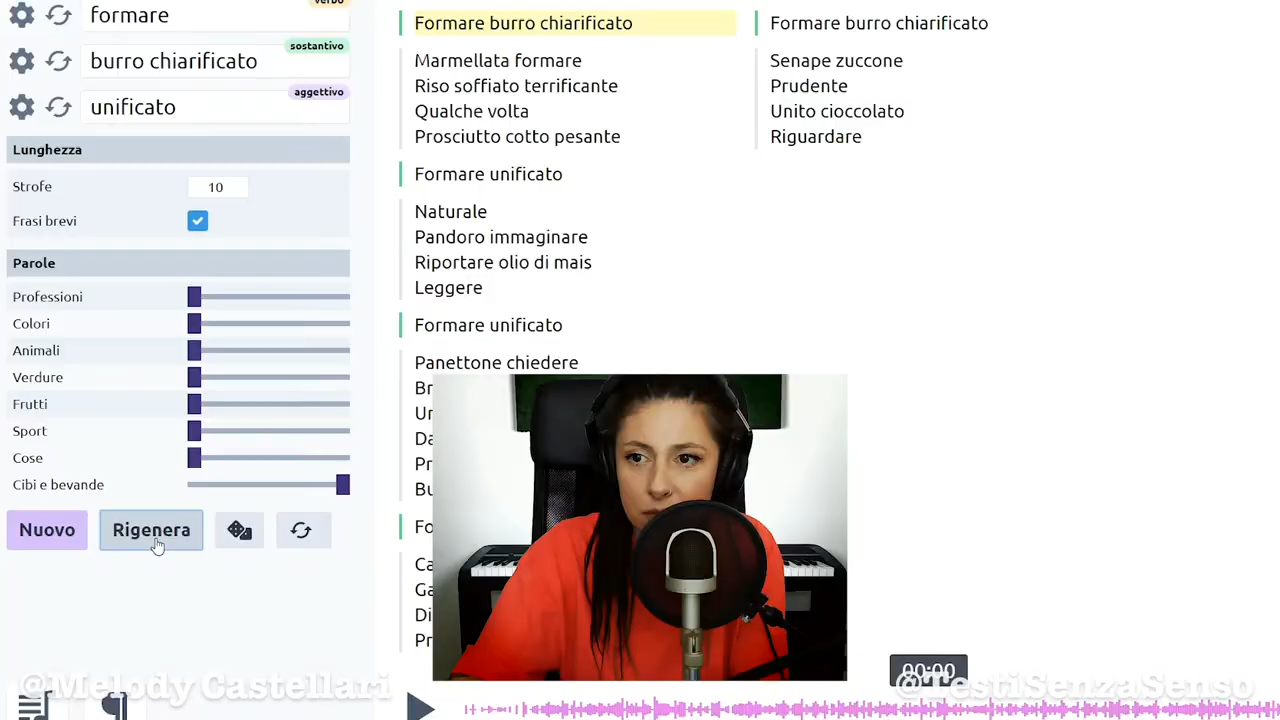 verbo
formare
sostantivo
burro chiarificato
aggettivo
unificato
Lunghezza
Strofe
10
Frasi brevi
Parole
Professioni
Colori
Animali
Verdure
Frutti
Sport
Cose
Cibi e bevande
Nuovo
Rigenera
Formare burro chiarificato
Marmellata formare
Riso soffiato terrificante
Qualche volta
Prosciutto cotto pesante
Formare unificato
Naturale
Pandoro immaginare
Riportare olio di mais
Leggere
Formare unificato
Panettone chiedere
Formare burro chiarificato
Senape zuccone
Prudente
Unito cioccolato
Riguardare
00:00
@TestiSenzaSenso